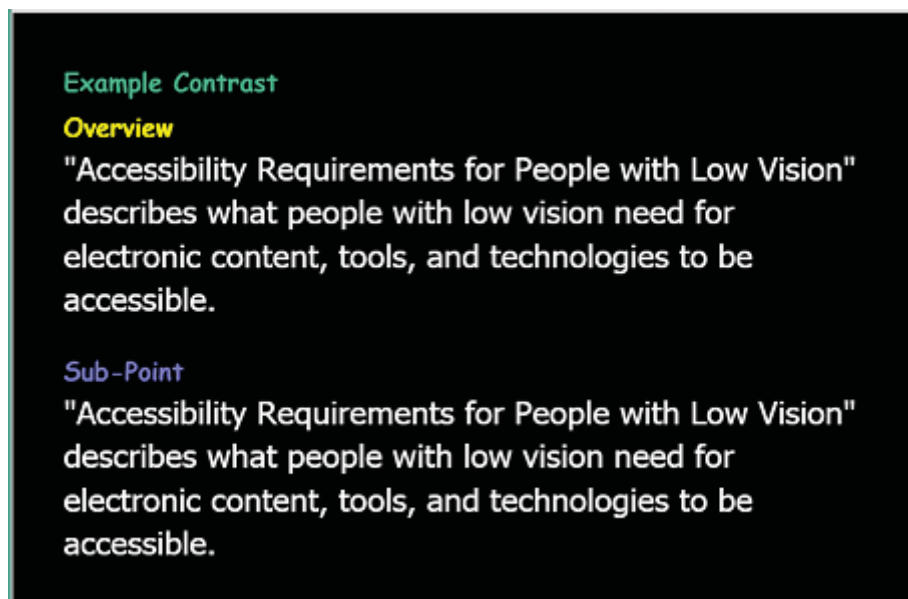 Example Contrast
Overview
"Accessibility Requirements for People with Low Vision"
describes what people with low vision need for
electronic content, tools, and technologies to be
accessible.
Sub-Point
"Accessibility Requirements for People with Low Vision"
describes what people with low vision need for
electronic content, tools, and technologies to be
accessible.